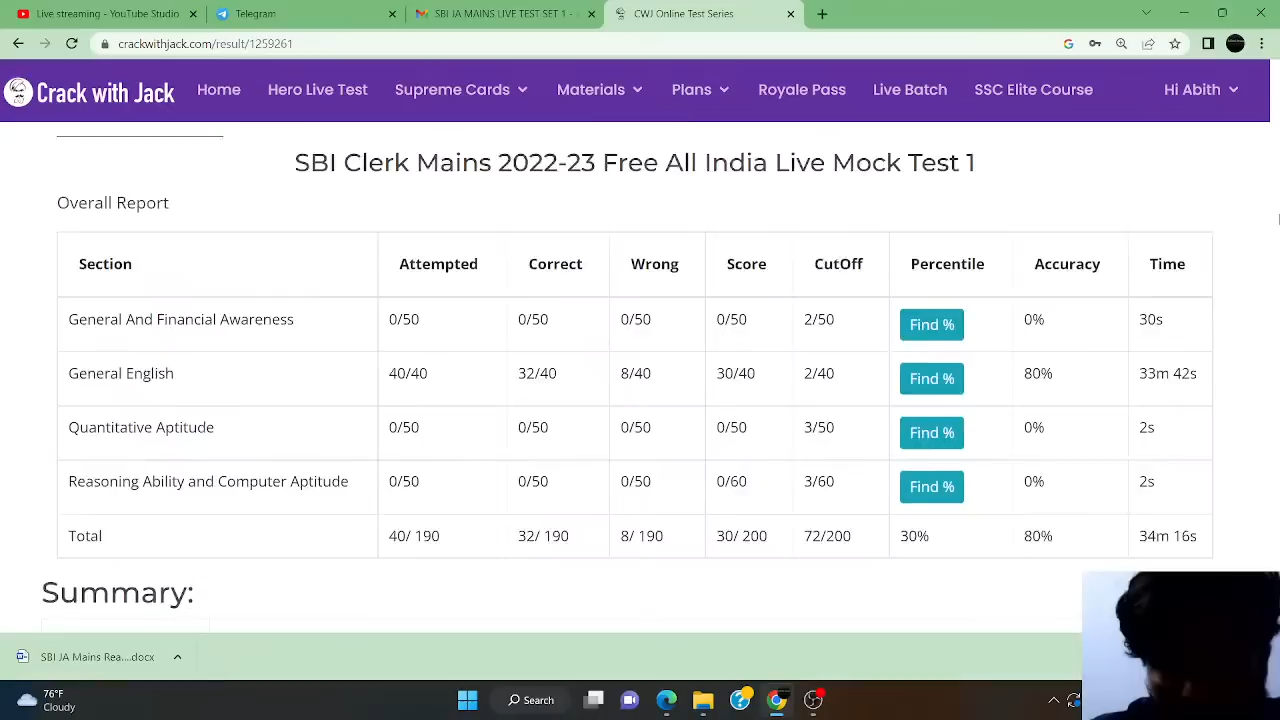 Live streaming - YouTube Studio
Telegram
SBI JA MAINS LIVE TEST SET 1 -
CWJ Online Test Series
crackwithjack.com/result/1259261
Crack with Jack Home Hero Live Test Supreme Cards Materials Plans Royale Pass Live Batch SSC Elite Course Hi Abith
SBI Clerk Mains 2022-23 Free All India Live Mock Test 1
Overall Report
Section Attempted Correct Wrong Score CutOff Percentile Accuracy Time
General And Financial Awareness 0/50 0/50 0/50 0/50 2/50 Find % 0% 30s
General English 40/40 32/40 8/40 30/40 2/40 Find % 80% 33m 42s
Quantitative Aptitude 0/50 0/50 0/50 0/50 3/50 Find % 0% 2s
Reasoning Ability and Computer Aptitude 0/50 0/50 0/50 0/60 3/60 Find % 0% 2s
Total 40/ 190 32/ 190 8/ 190 30/ 200 72/200 30% 80% 34m 16s
Summary:
SBI JA Mains Rea....docx
76°F
Cloudy
Search